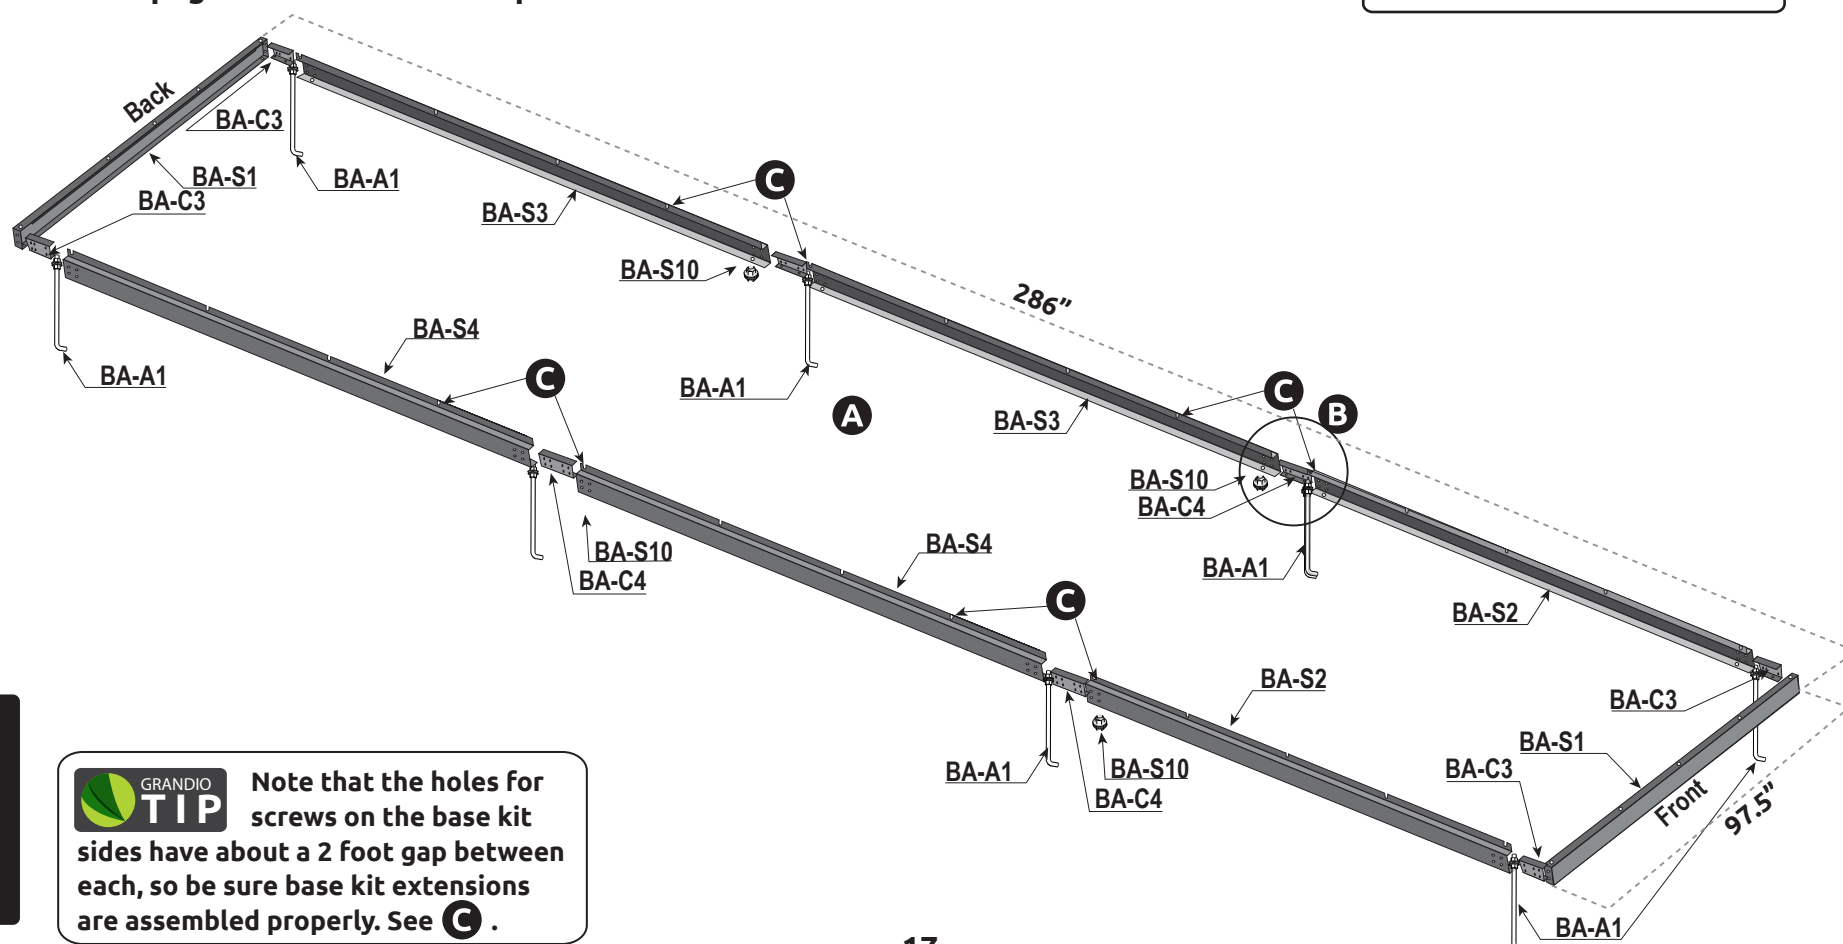 Back
BA-C3
BA-S1
BA-C3
BA-A1
C
BA-S3
BA-S10
286”
BA-S4
BA-A1
C
BA-A1
A
BA-S3
C
B
BA-S10
BA-C4
BA-S10
BA-C4
BA-S4
BA-A1
C
BA-S2
BA-S2
BA-C3
BA-S1
BA-A1
BA-S10
BA-C4
BA-C3
Front
97.5”
BA-A1
GRANDIO
TIP
Note that the holes for
screws on the base kit
sides have about a 2 foot gap between
each, so be sure base kit extensions
are assembled properly. See C .
17